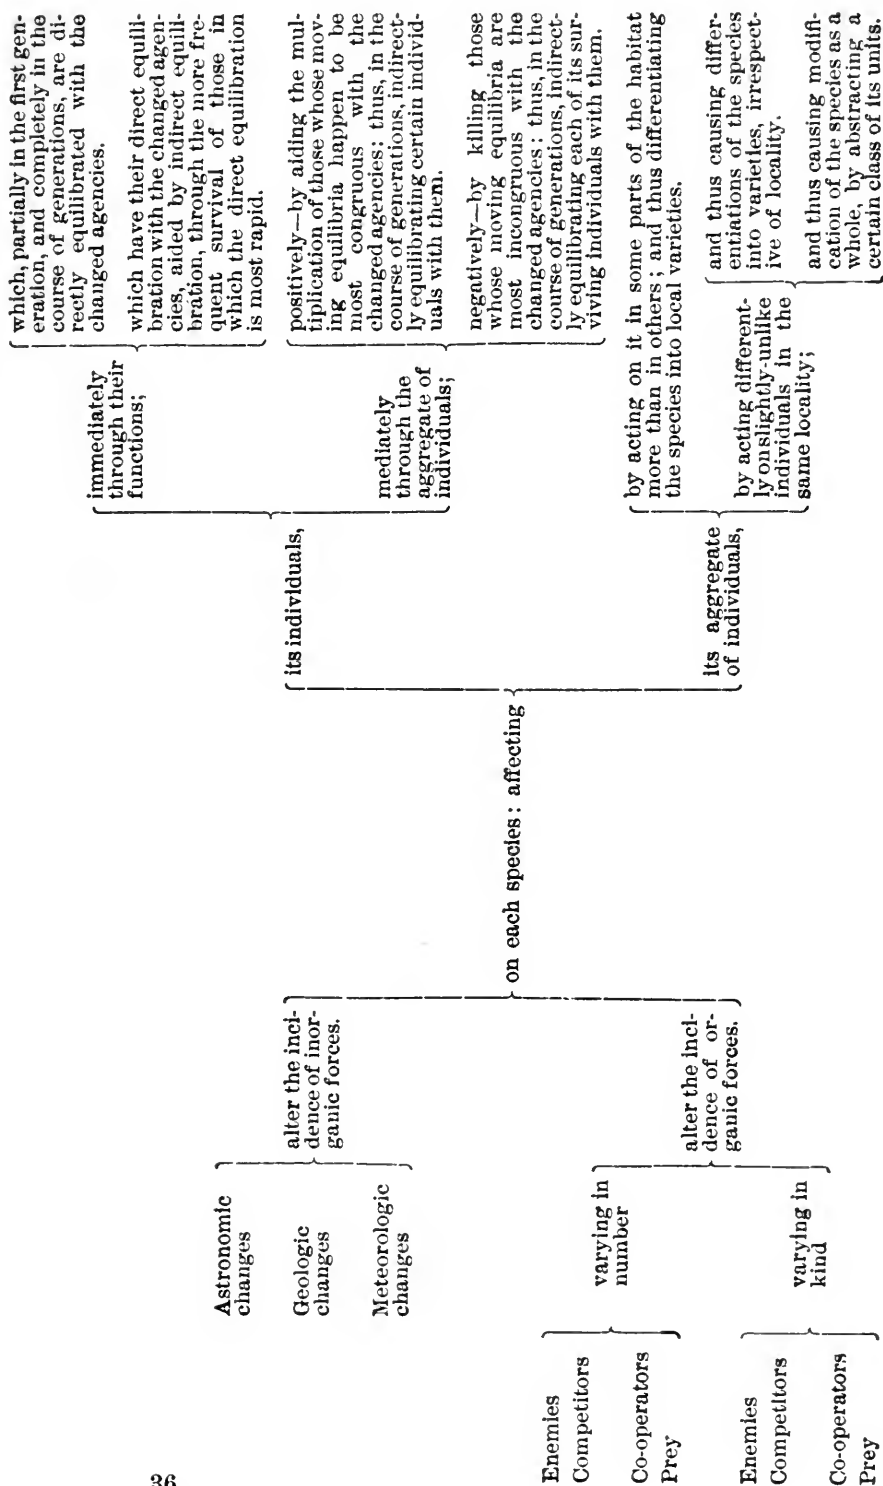 Astronomic
changes
Geologic
changes
Meteorologic
changes
alter the inci-
dence of inor-
ganic forces.
Enemies
Competitors
Co-operators
Prey
varying in
number
Enemies
Competitors
Co-operators
Prey
varying in
kind
alter the inci-
dence of or-
ganic forces.
on each species: affecting
its individuals,
immediately
through their
functions;
which, partially in the first gen-
eration, and completely in the
course of generations, are di-
rectly equilibrated with the
changed agencies.
which have their direct equili-
bration with the changed agen-
cies, aided by indirect equili-
bration, through the more fre-
quent survival of those in
which the direct equilibration
is most rapid.
mediately
through the
aggregate of
individuals;
positively—by aiding the mul-
tiplication of those whose mov-
ing equilibria happen to be
most congruous with the
changed agencies; thus, in the
course of generations, indirect-
ly equilibrating certain individ-
uals with them.
negatively—by killing those
whose moving equilibria are
most incongruous with the
changed agencies; thus, in the
course of generations, indirect-
ly equilibrating each of its sur-
viving individuals with them.
its aggregate
of individuals,
by acting on it in some parts of the habitat
more than in others; and thus differentiating
the species into local varieties.
by acting different-
ly on slightly-unlike
individuals in the
same locality;
and thus causing differ-
entiations of the species
into varieties, irrespect-
ive of locality.
and thus causing modifi-
cation of the species as a
whole, by abstracting a
certain class of its units.
36